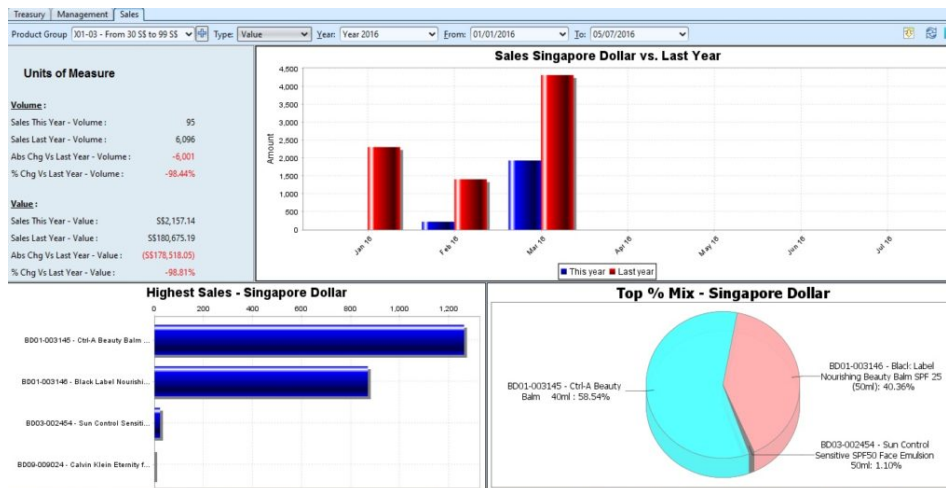 Treasury Management Sales
Product Group 001-03 - From 30 S$ to 99 S$ Type: Value Year: Year 2016 From: 01/01/2016 To: 05/07/2016
Units of Measure
Volume :
Sales This Year - Volume : 95
Sales Last Year - Volume : 6,096
Abs Chg Vs Last Year - Volume : -6,001
% Chg Vs Last Year - Volume : -98.44%
Value :
Sales This Year - Value : S$2,157.14
Sales Last Year - Value : S$180,675.19
Abs Chg Vs Last Year - Value : (S$178,518.05)
% Chg Vs Last Year - Value : -98.81%
Sales Singapore Dollar vs. Last Year
Amount
4,500
4,000
3,500
3,000
2,500
2,000
1,500
1,000
500
0
Jan 16 Feb 16 Mar 16 Apr 16 May 16 Jun 16 Jul 16
This year Last year
Highest Sales - Singapore Dollar
0 200 400 600 800 1,000 1,200
BD01-003145 - Ctrl-A Beauty Balm ...
BD01-003146 - Black Label Nourishi...
BD03-002454 - Sun Control Sensiti...
BD09-009024 - Calvin Klein Eternity f...
Top % Mix - Singapore Dollar
BD01-003145 - Ctrl-A Beauty
Balm 40ml : 58.54%
BD01-003146 - Black Label
Nourishing Beauty Balm SPF 25
(50ml): 40.36%
BD03-002454 - Sun Control
Sensitive SPF50 Face Emulsion
50ml: 1.10%